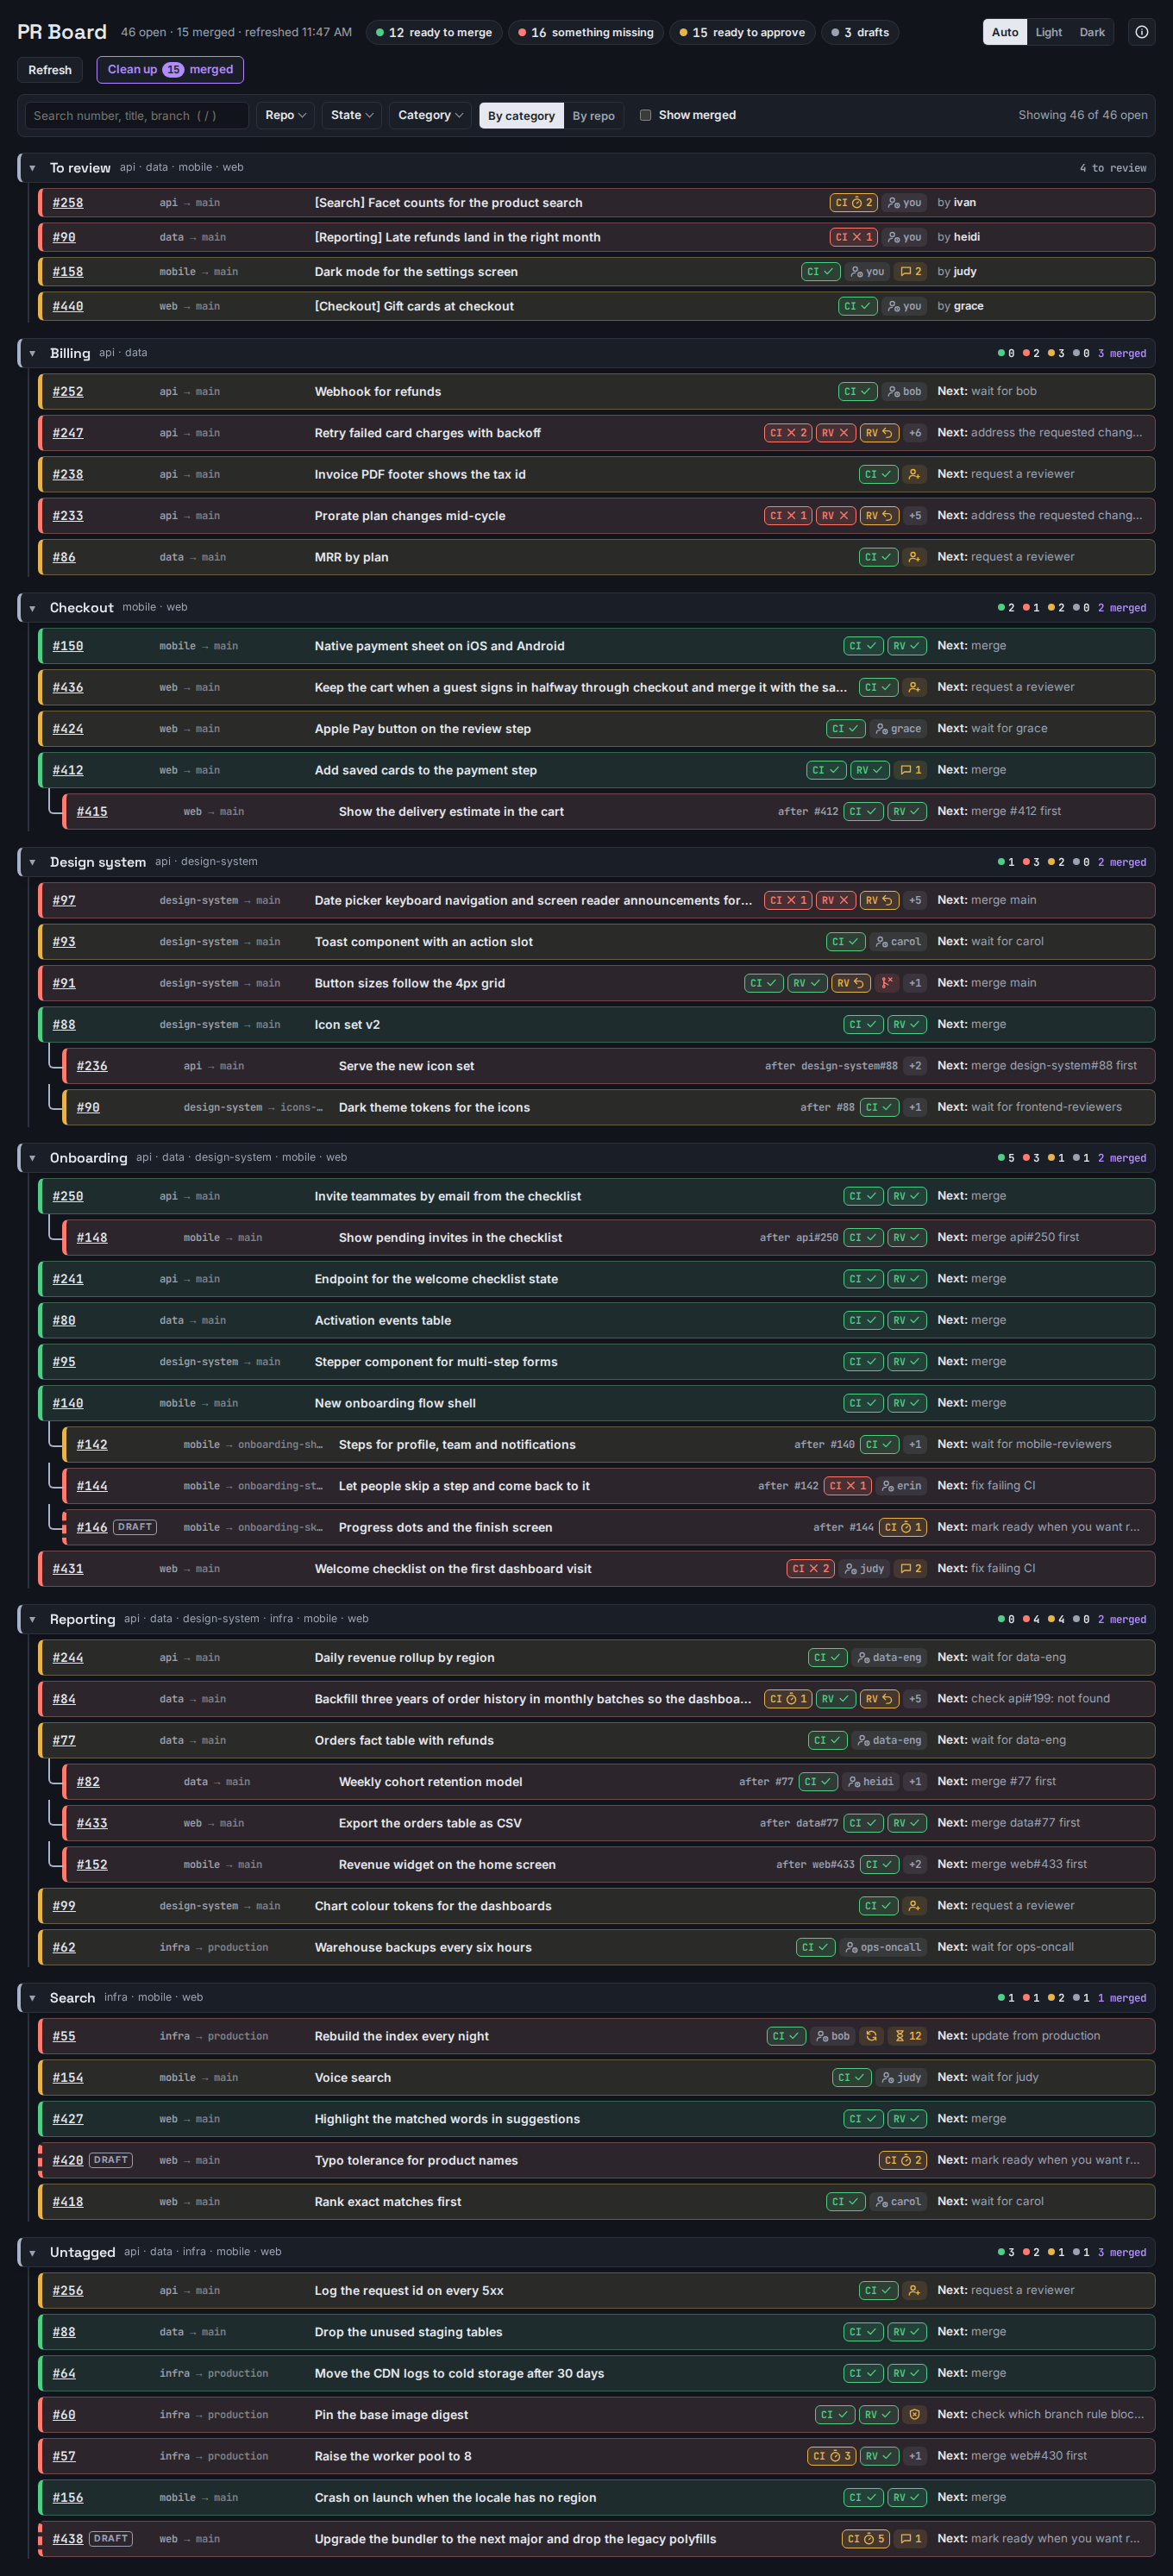 PR Board 46 open · 15 merged · refreshed 11:47 AM 12 ready to merge 16 something missing 15 ready to approve 3 drafts Auto Light Dark
Refresh Clean up 15 merged
Search number, title, branch ( / ) Repo State Category By category By repo Show merged Showing 46 of 46 open
To review api · data · mobile · web 4 to review
#258 api → main [Search] Facet counts for the product search CI 2 you by ivan
#90 data → main [Reporting] Late refunds land in the right month CI 1 you by heidi
#158 mobile → main Dark mode for the settings screen CI you 2 by judy
#440 web → main [Checkout] Gift cards at checkout CI you by grace
Billing api · data 0 2 3 0 3 merged
#252 api → main Webhook for refunds CI bob Next: wait for bob
#247 api → main Retry failed card charges with backoff CI 2 RV RV +6 Next: address the requested chang...
#238 api → main Invoice PDF footer shows the tax id CI Next: request a reviewer
#233 api → main Prorate plan changes mid-cycle CI 1 RV RV +5 Next: address the requested chang...
#86 data → main MRR by plan CI Next: request a reviewer
Checkout mobile · web 2 1 2 0 2 merged
#150 mobile → main Native payment sheet on iOS and Android CI RV Next: merge
#436 web → main Keep the cart when a guest signs in halfway through checkout and merge it with the sa... CI Next: request a reviewer
#424 web → main Apple Pay button on the review step CI grace Next: wait for grace
#412 web → main Add saved cards to the payment step CI RV 1 Next: merge
#415 web → main Show the delivery estimate in the cart after #412 CI RV Next: merge #412 first
Design system api · design-system 1 3 2 0 2 merged
#97 design-system → main Date picker keyboard navigation and screen reader announcements for... CI 1 RV RV +5 Next: merge main
#93 design-system → main Toast component with an action slot CI carol Next: wait for carol
#91 design-system → main Button sizes follow the 4px grid CI RV RV +1 Next: merge main
#88 design-system → main Icon set v2 CI RV Next: merge
#236 api → main Serve the new icon set after design-system#88 +2 Next: merge design-system#88 first
#90 design-system → icons-… Dark theme tokens for the icons after #88 CI +1 Next: wait for frontend-reviewers
Onboarding api · data · design-system · mobile · web 5 3 1 1 2 merged
#250 api → main Invite teammates by email from the checklist CI RV Next: merge
#148 mobile → main Show pending invites in the checklist after api#250 CI RV Next: merge api#250 first
#241 api → main Endpoint for the welcome checklist state CI RV Next: merge
#80 data → main Activation events table CI RV Next: merge
#95 design-system → main Stepper component for multi-step forms CI RV Next: merge
#140 mobile → main New onboarding flow shell CI RV Next: merge
#142 mobile → onboarding-sh… Steps for profile, team and notifications after #140 CI +1 Next: wait for mobile-reviewers
#144 mobile → onboarding-st… Let people skip a step and come back to it after #142 CI 1 erin Next: fix failing CI
#146 DRAFT mobile → onboarding-sk… Progress dots and the finish screen after #144 CI 1 Next: mark ready when you want r...
#431 web → main Welcome checklist on the first dashboard visit CI 2 judy 2 Next: fix failing CI
Reporting api · data · design-system · infra · mobile · web 0 4 4 0 2 merged
#244 api → main Daily revenue rollup by region CI data-eng Next: wait for data-eng
#84 data → main Backfill three years of order history in monthly batches so the dashboa... CI 1 RV RV +5 Next: check api#199: not found
#77 data → main Orders fact table with refunds CI data-eng Next: wait for data-eng
#82 data → main Weekly cohort retention model after #77 CI heidi +1 Next: merge #77 first
#433 web → main Export the orders table as CSV after data#77 CI RV Next: merge data#77 first
#152 mobile → main Revenue widget on the home screen after web#433 CI +2 Next: merge web#433 first
#99 design-system → main Chart colour tokens for the dashboards CI Next: request a reviewer
#62 infra → production Warehouse backups every six hours CI ops-oncall Next: wait for ops-oncall
Search infra · mobile · web 1 1 2 1 1 merged
#55 infra → production Rebuild the index every night CI bob 12 Next: update from production
#154 mobile → main Voice search CI judy Next: wait for judy
#427 web → main Highlight the matched words in suggestions CI RV Next: merge
#420 DRAFT web → main Typo tolerance for product names CI 2 Next: mark ready when you want r...
#418 web → main Rank exact matches first CI carol Next: wait for carol
Untagged api · data · infra · mobile · web 3 2 1 1 3 merged
#256 api → main Log the request id on every 5xx CI Next: request a reviewer
#88 data → main Drop the unused staging tables CI RV Next: merge
#64 infra → production Move the CDN logs to cold storage after 30 days CI RV Next: merge
#60 infra → production Pin the base image digest CI RV Next: check which branch rule bloc...
#57 infra → production Raise the worker pool to 8 CI 3 RV +1 Next: merge web#430 first
#156 mobile → main Crash on launch when the locale has no region CI RV Next: merge
#438 DRAFT web → main Upgrade the bundler to the next major and drop the legacy polyfills CI 5 1 Next: mark ready when you want r...